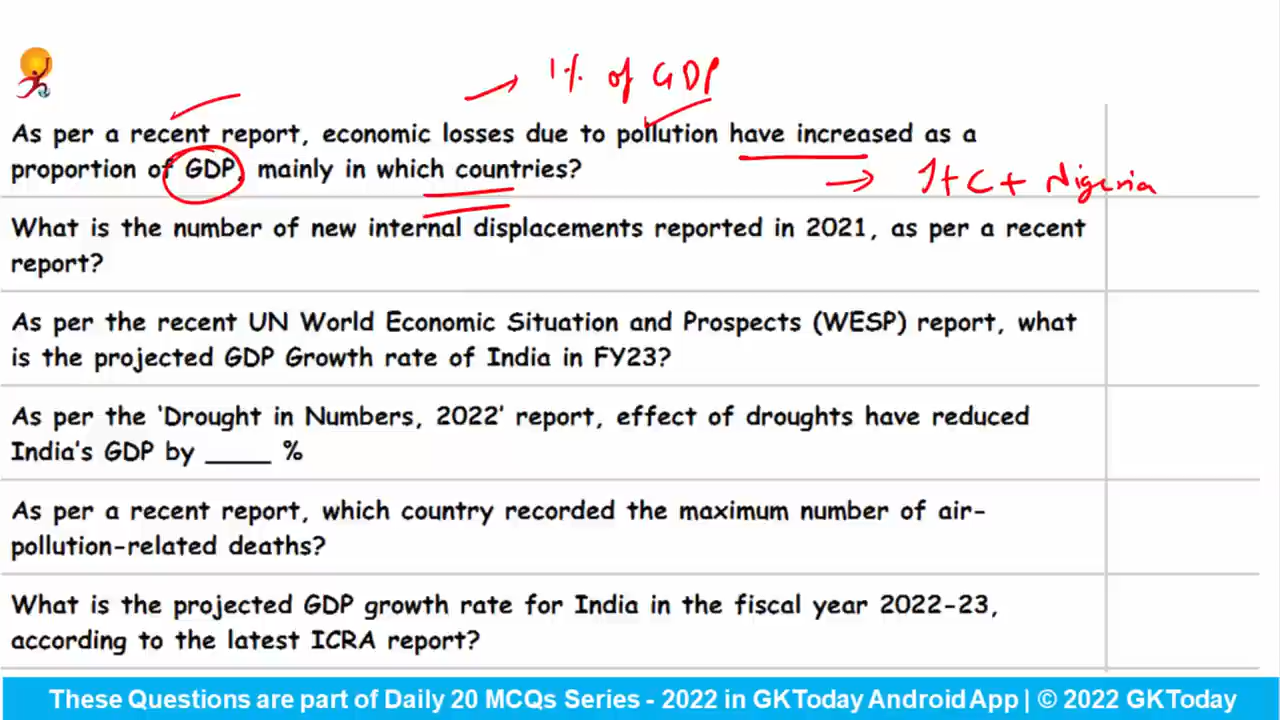 → 1% of GDP
As per a recent report, economic losses due to pollution have increased as a
proportion of GDP, mainly in which countries?
→ I+C+Nigeria
What is the number of new internal displacements reported in 2021, as per a recent
report?
As per the recent UN World Economic Situation and Prospects (WESP) report, what
is the projected GDP Growth rate of India in FY23?
As per the ‘Drought in Numbers, 2022’ report, effect of droughts have reduced
India's GDP by ____ %
As per a recent report, which country recorded the maximum number of air-
pollution-related deaths?
What is the projected GDP growth rate for India in the fiscal year 2022-23,
according to the latest ICRA report?
These Questions are part of Daily 20 MCQs Series - 2022 in GKToday Android App | © 2022 GKToday